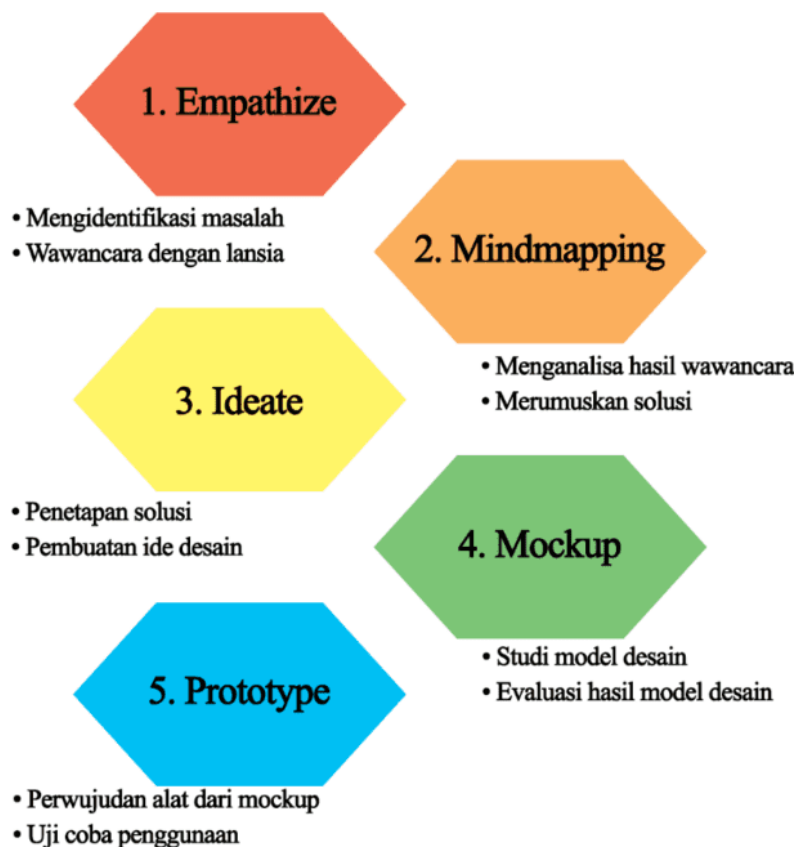 1. Empathize
• Mengidentifikasi masalah
• Wawancara dengan lansia
2. Mindmapping
• Menganalisa hasil wawancara
• Merumuskan solusi
3. Ideate
• Penetapan solusi
• Pembuatan ide desain
4. Mockup
• Studi model desain
• Evaluasi hasil model desain
5. Prototype
• Perwujudan alat dari mockup
• Uji coba penggunaan